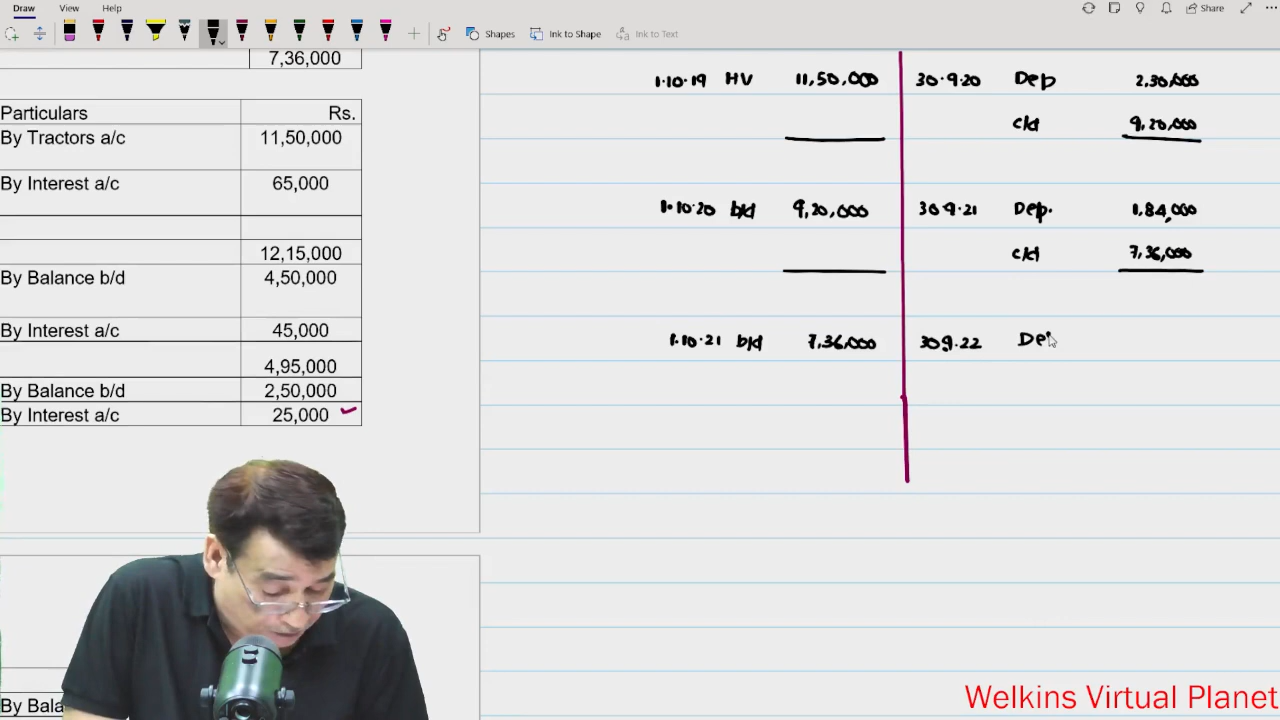 Draw View Help Share
Shapes Ink to Shape Ink to Text
7,36,000
Particulars Rs.
By Tractors a/c 11,50,000
By Interest a/c 65,000
12,15,000
By Balance b/d 4,50,000
By Interest a/c 45,000
4,95,000
By Balance b/d 2,50,000
By Interest a/c 25,000
By Bala
1.10.19 HV 11,50,000 30.9.20 Dep 2,30,000
c/d 9,20,000
1.10.20 b/d 9,20,000 30.9.21 Dep. 1,84,000
c/d 7,36,000
1.10.21 b/d 7,36,000 30 9.22 Dep
Welkins Virtual Planet